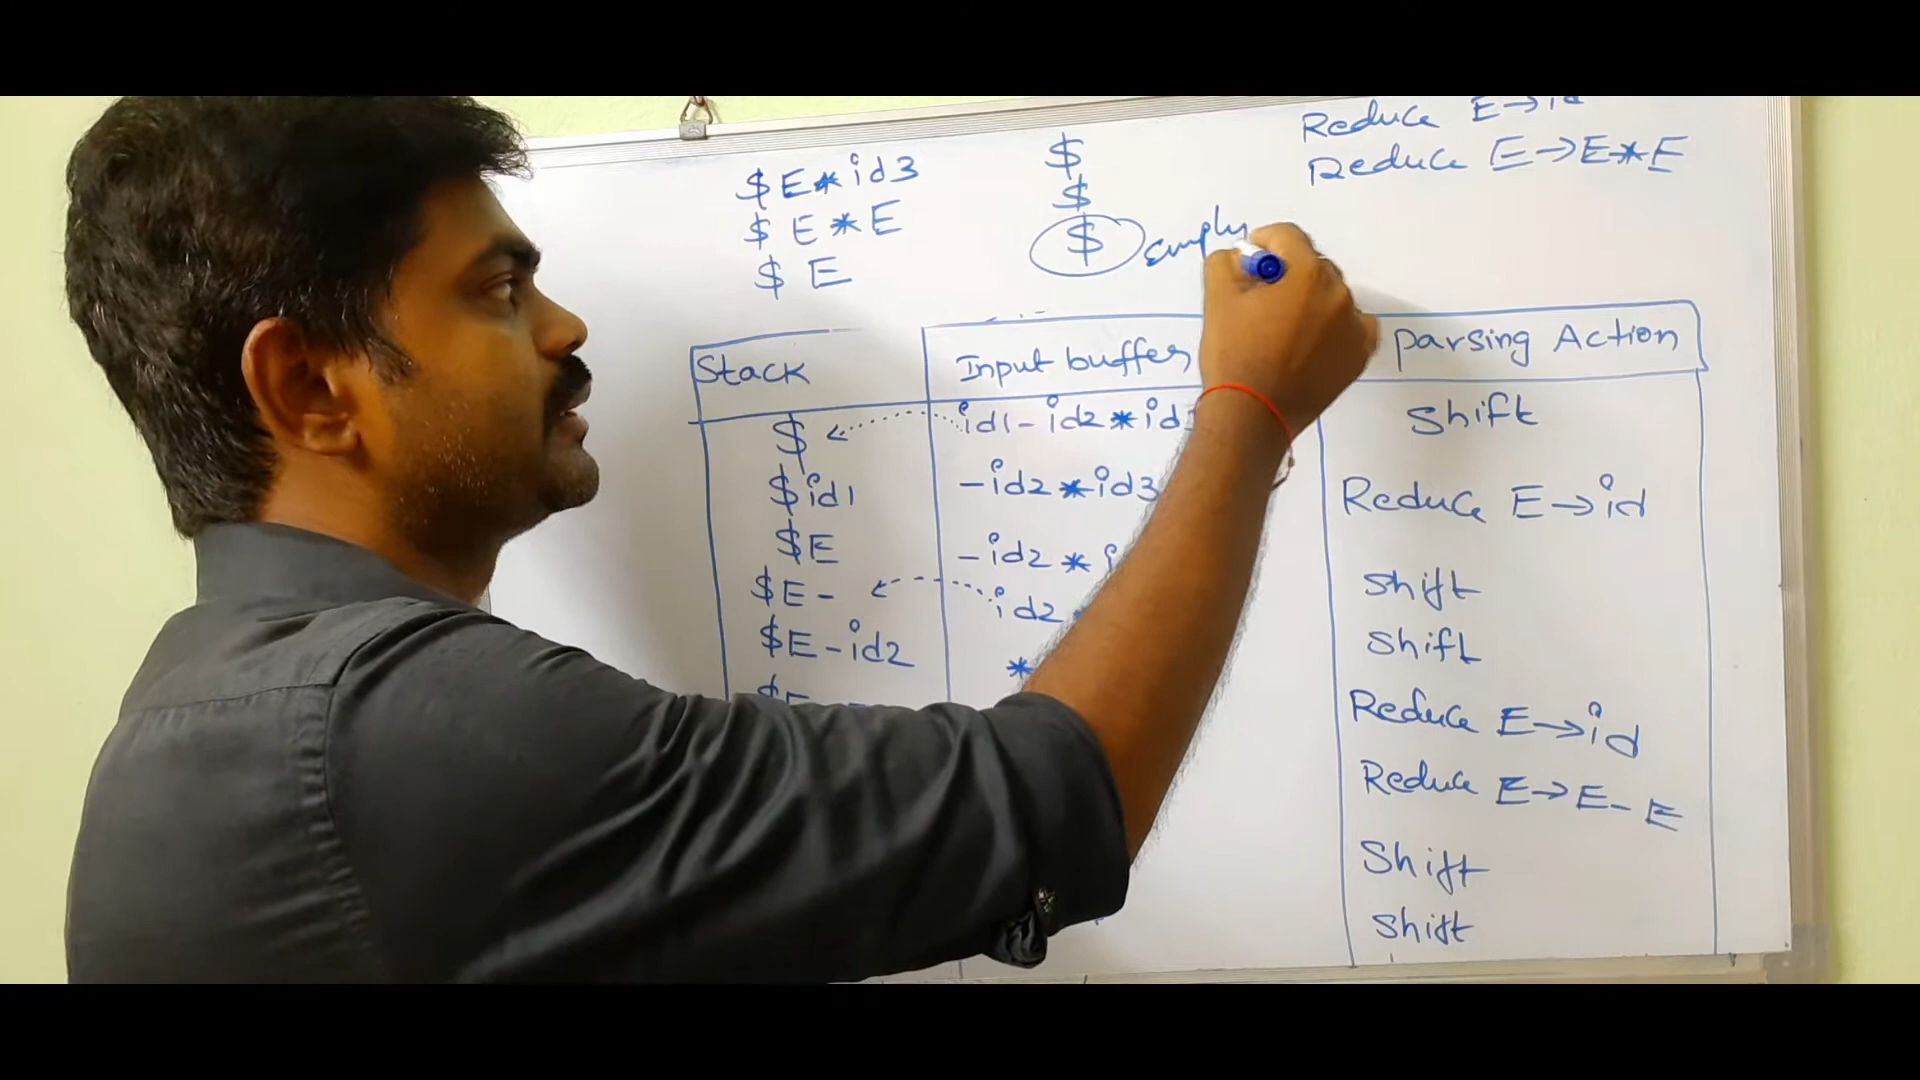 Reduce E→id
$E*id3 $ Reduce E→E*E
$ E*E $
$ E $ empty
Stack Input buffer parsing Action
$ id1-id2*id3 shift
$id1 -id2*id3 Reduce E→id
$E -id2*i shift
$E- id2 shift
$E-id2 * Reduce E→id
$E Reduce E→E-E
Shift
shift